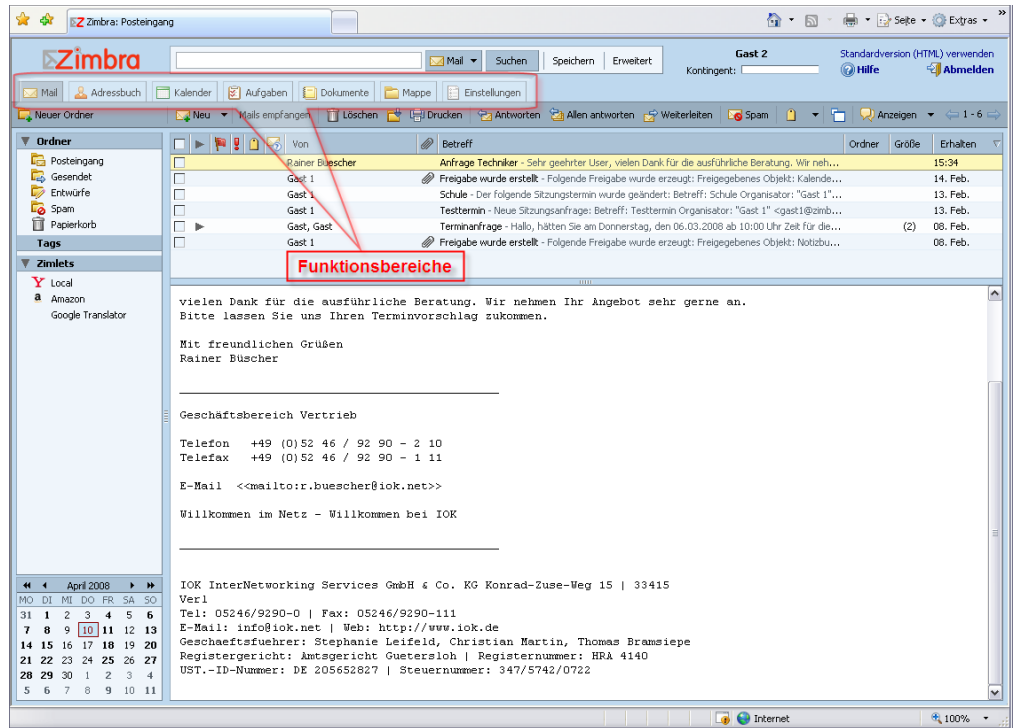 Zimbra: Posteingang
Seite Extras »
Zimbra
Mail Suchen Speichern Erweitert
Gast 2
Kontingent:
Standardversion (HTML) verwenden
Hilfe Abmelden
Mail Adressbuch Kalender Aufgaben Dokumente Mappe Einstellungen
Neuer Ordner Neu Mails empfangen Löschen Drucken Antworten Allen antworten Weiterleiten Spam Anzeigen 1 - 6
Ordner
Posteingang
Gesendet
Entwürfe
Spam
Papierkorb
Tags
Zimlets
Local
Amazon
Google Translator
Von Betreff Ordner Größe Erhalten
Rainer Buescher Anfrage Techniker - Sehr geehrter User, vielen Dank für die ausführliche Beratung. Wir neh... 15:34
Gast 1 Freigabe wurde erstellt - Folgende Freigabe wurde erzeugt: Freigegebenes Objekt: Kalende... 14. Feb.
Gast 1 Schule - Der folgende Sitzungstermin wurde geändert: Betreff: Schule Organisator: "Gast 1"... 13. Feb.
Gast 1 Testtermin - Neue Sitzungsanfrage: Betreff: Testtermin Organisator: "Gast 1" <gast1@zimb... 13. Feb.
Gast, Gast Terminanfrage - Hallo, hätten Sie am Donnerstag, den 06.03.2008 ab 10:00 Uhr Zeit für die... (2) 08. Feb.
Gast 1 Freigabe wurde erstellt - Folgende Freigabe wurde erzeugt: Freigegebenes Objekt: Notizbu... 08. Feb.
Funktionsbereiche
vielen Dank für die ausführliche Beratung. Wir nehmen Ihr Angebot sehr gerne an.
Bitte lassen Sie uns Ihren Terminvorschlag zukommen.
Mit freundlichen Grüßen
Rainer Büscher
Geschäftsbereich Vertrieb
Telefon +49 (0)52 46 / 92 90 - 2 10
Telefax +49 (0)52 46 / 92 90 - 1 11
E-Mail <<mailto:r.buescher@iok.net>>
Willkommen im Netz - Willkommen bei IOK
IOK InterNetworking Services GmbH & Co. KG Konrad-Zuse-Weg 15 | 33415
Verl
Tel: 05246/9290-0 | Fax: 05246/9290-111
E-Mail: info@iok.net | Web: http://www.iok.de
Geschaeftsfuehrer: Stephanie Leifeld, Christian Martin, Thomas Bramsiepe
Registergericht: Amtsgericht Guetersloh | Registernummer: HRA 4140
UST.-ID-Nummer: DE 205652827 | Steuernummer: 347/5742/0722
April 2008
MO DI MI DO FR SA SO
31 1 2 3 4 5 6
7 8 9 10 11 12 13
14 15 16 17 18 19 20
21 22 23 24 25 26 27
28 29 30 1 2 3 4
5 6 7 8 9 10 11
Internet 100%